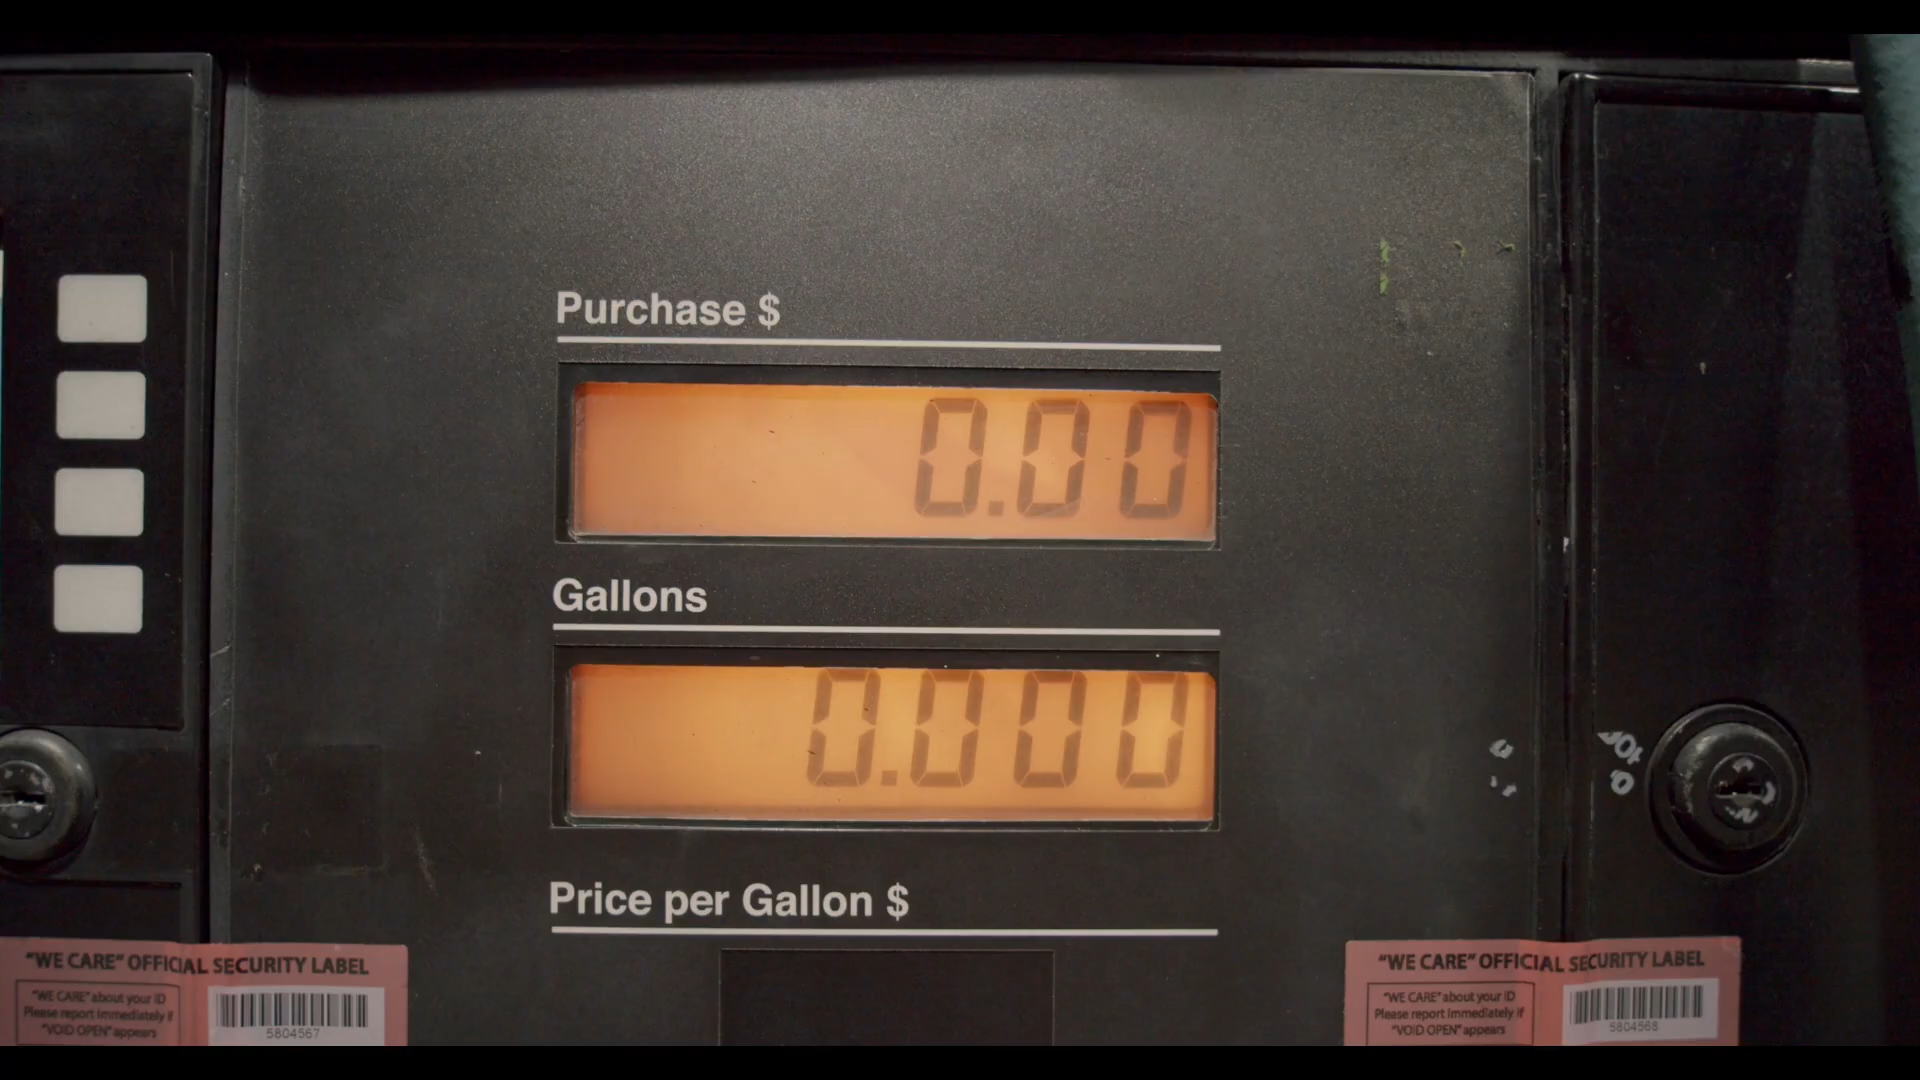 Purchase $
0.00
Gallons
0.000
Price per Gallon $
"WE CARE" OFFICIAL SECURITY LABEL
"WE CARE" about your ID
Please report immediately if
"VOID OPEN" appears
5804567
"WE CARE" OFFICIAL SECURITY LABEL
"WE CARE" about your ID
Please report immediately if
"VOID OPEN" appears
5804568